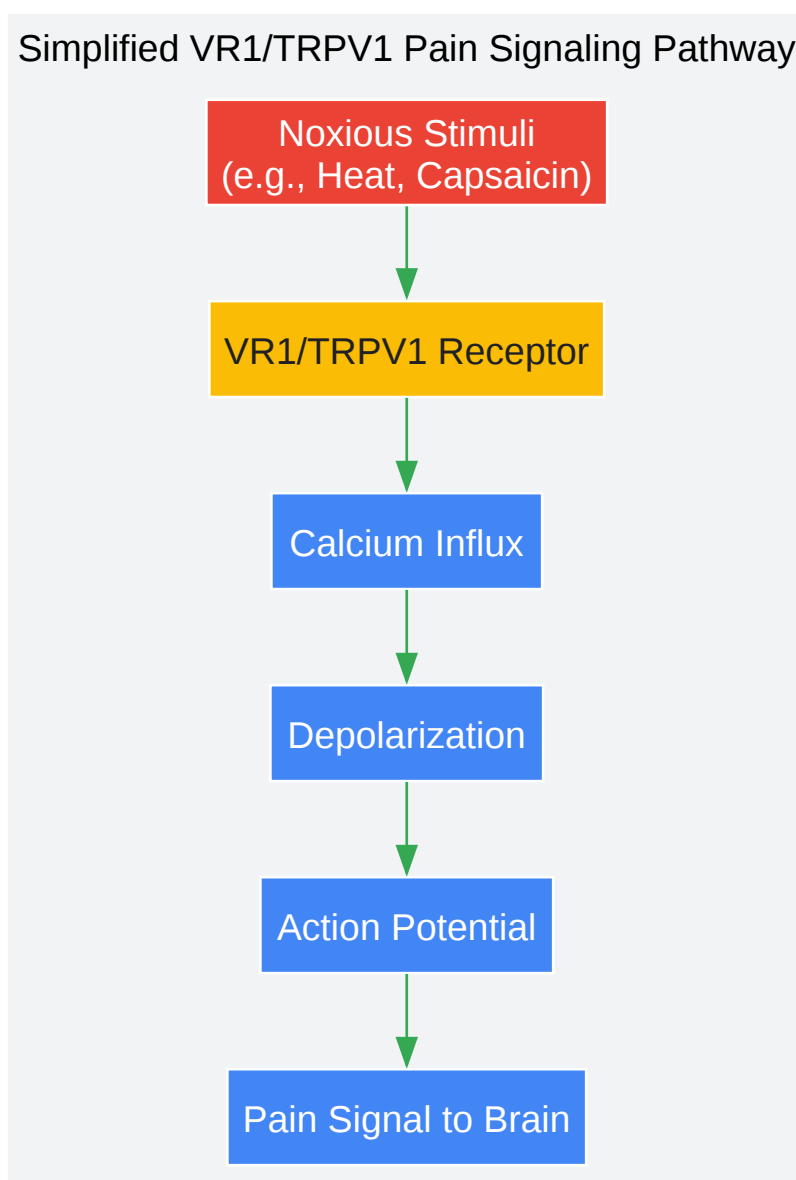 Simplified VR1/TRPV1 Pain Signaling Pathway
Noxious Stimuli
(e.g., Heat, Capsaicin)
VR1/TRPV1 Receptor
Calcium Influx
Depolarization
Action Potential
Pain Signal to Brain